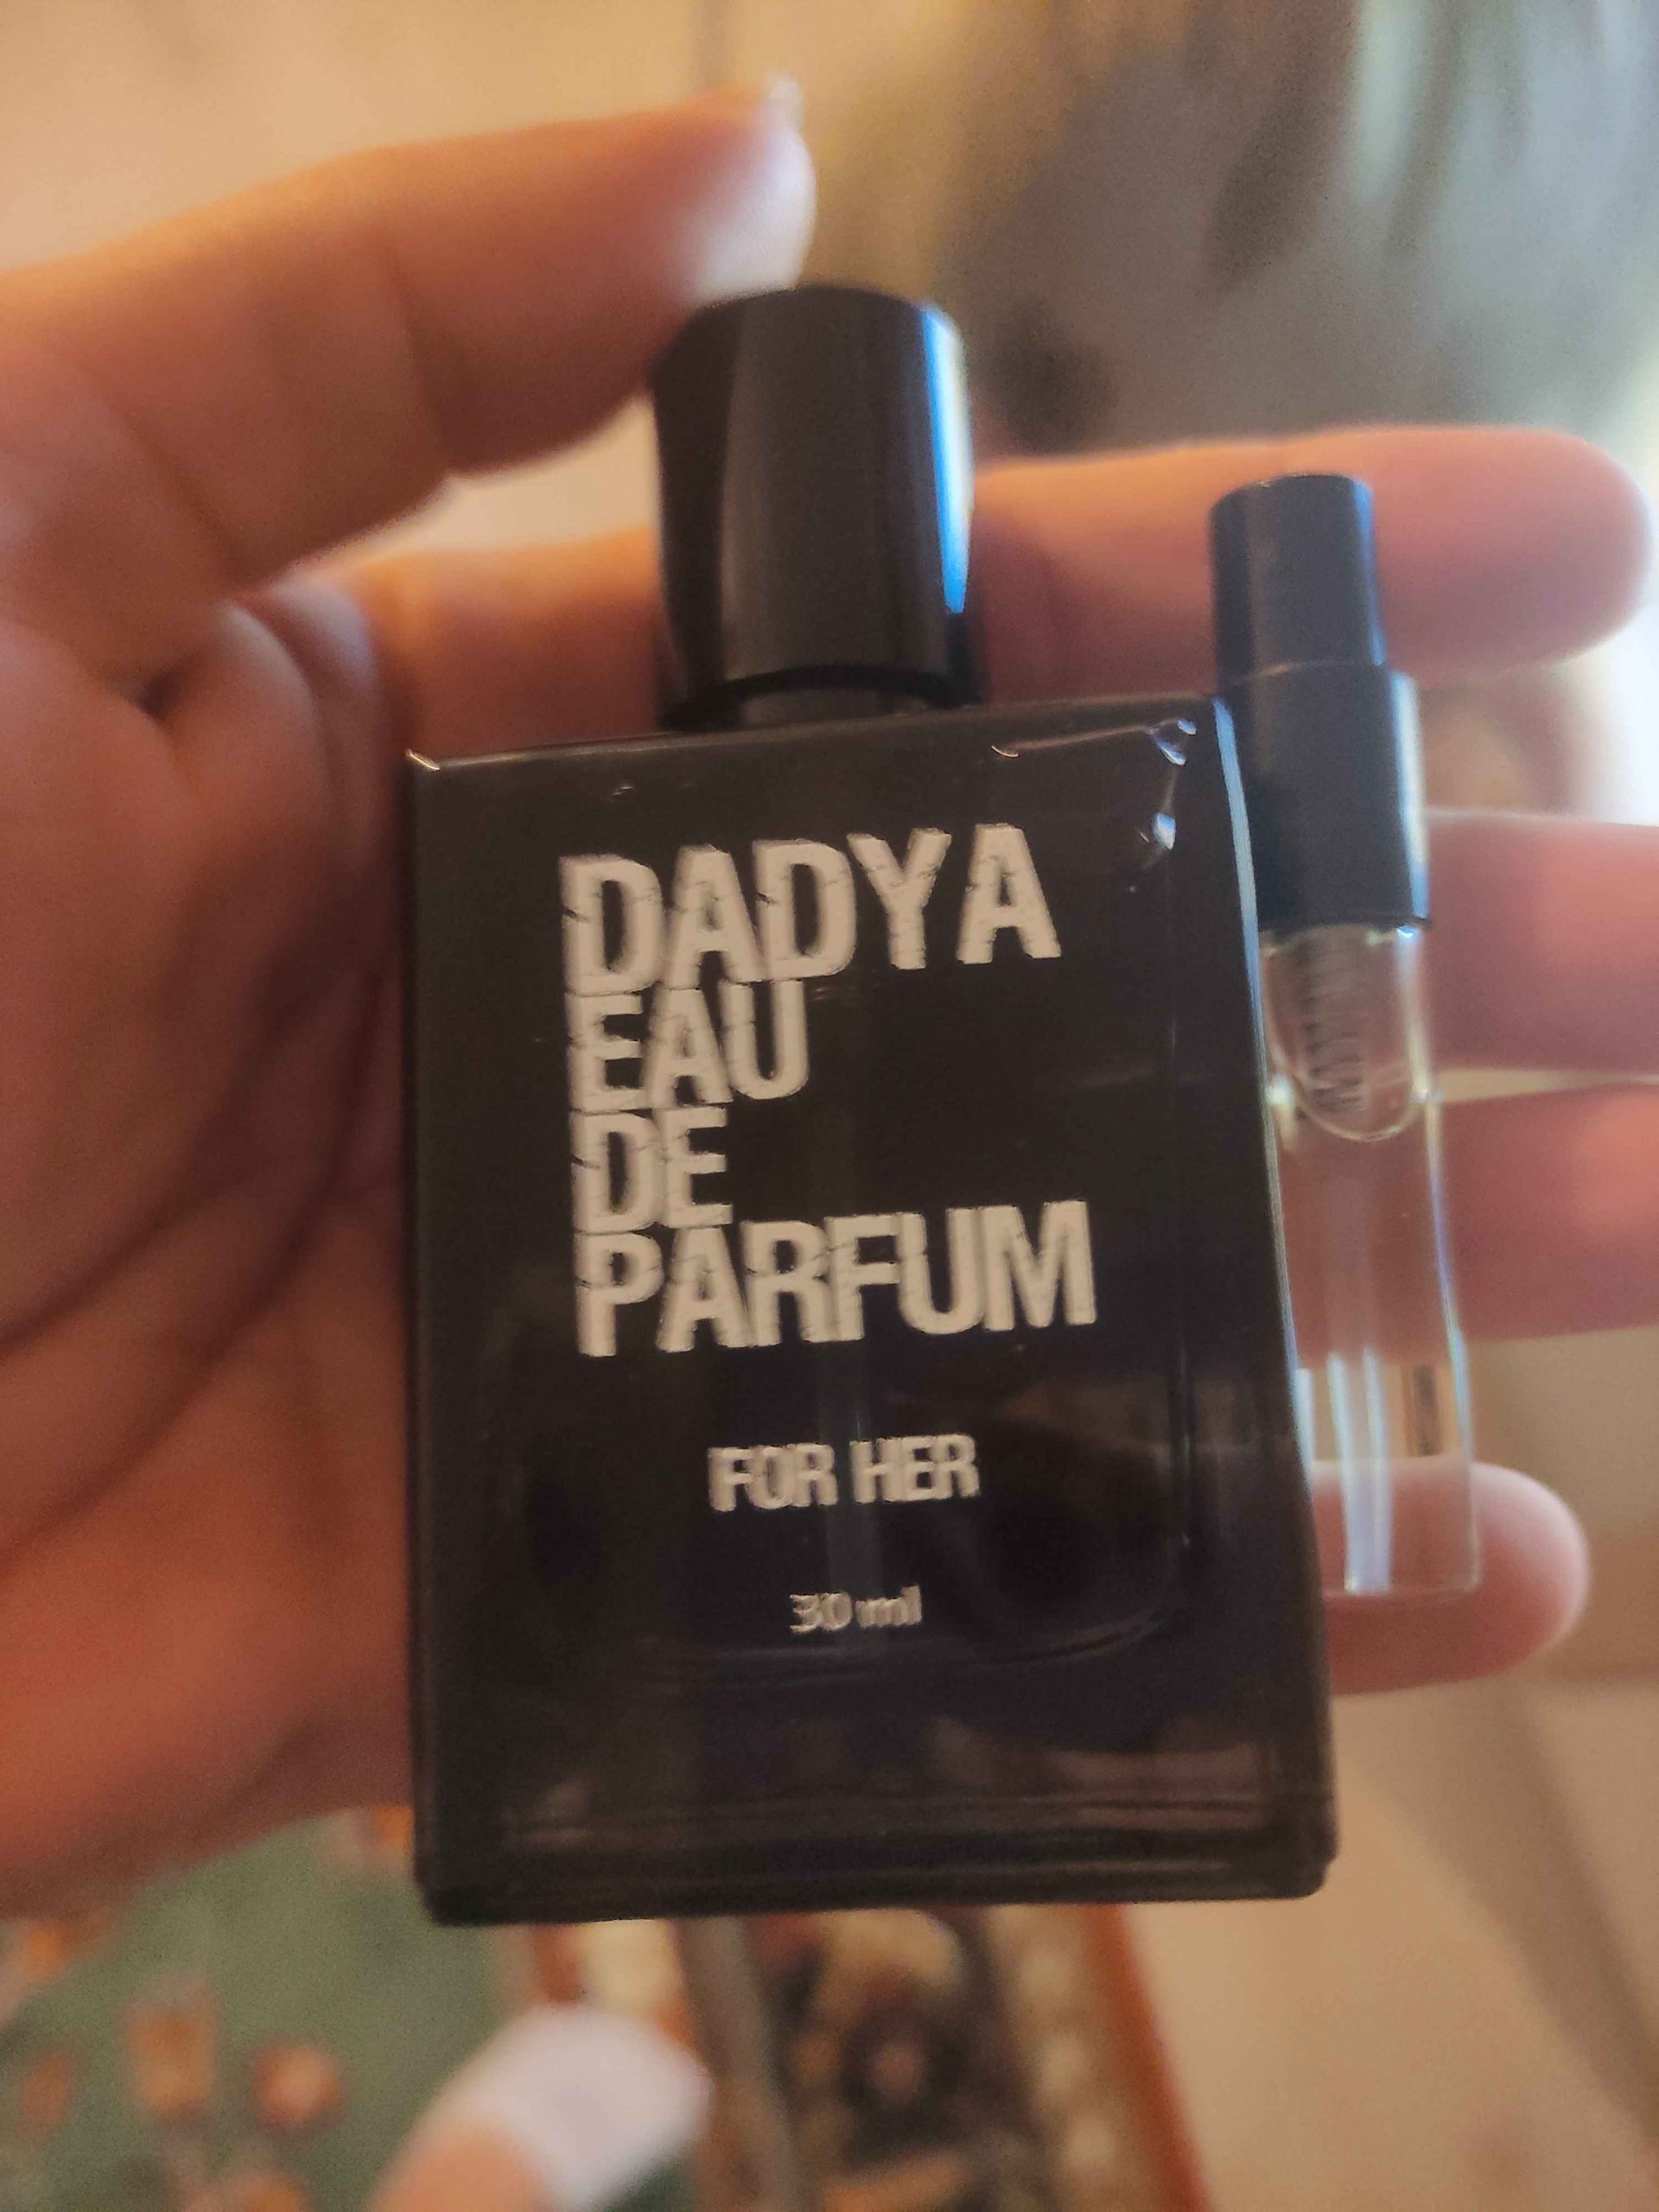 DADYA
EAU
DE
PARFUM
FOR HER
30 ml